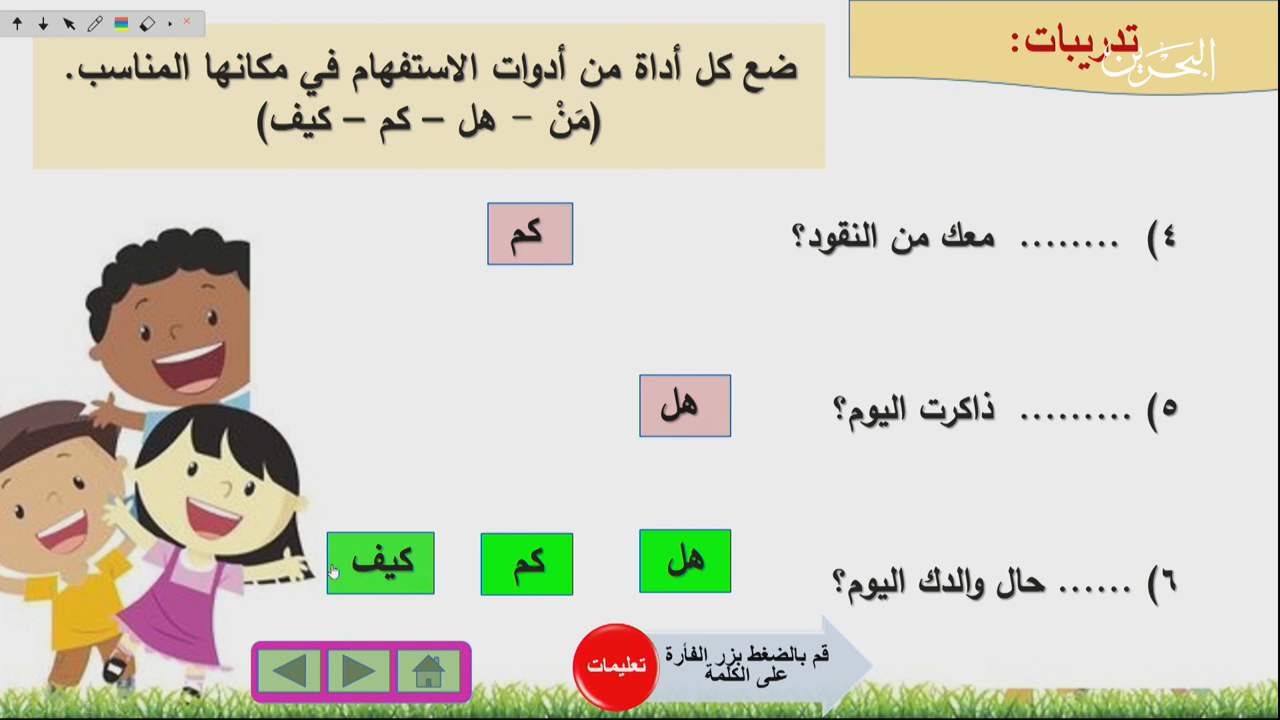 تدريبات:
البحرين
ضع كل أداة من أدوات الاستفهام في مكانها المناسب.
(مَنْ – هل – كم – كيف)
٤) ........ معك من النقود؟
كم
٥) ......... ذاكرت اليوم؟
هل
٦) ...... حال والدك اليوم؟
هل
كم
كيف
تعليمات
قم بالضغط بزر الفأرة
على الكلمة